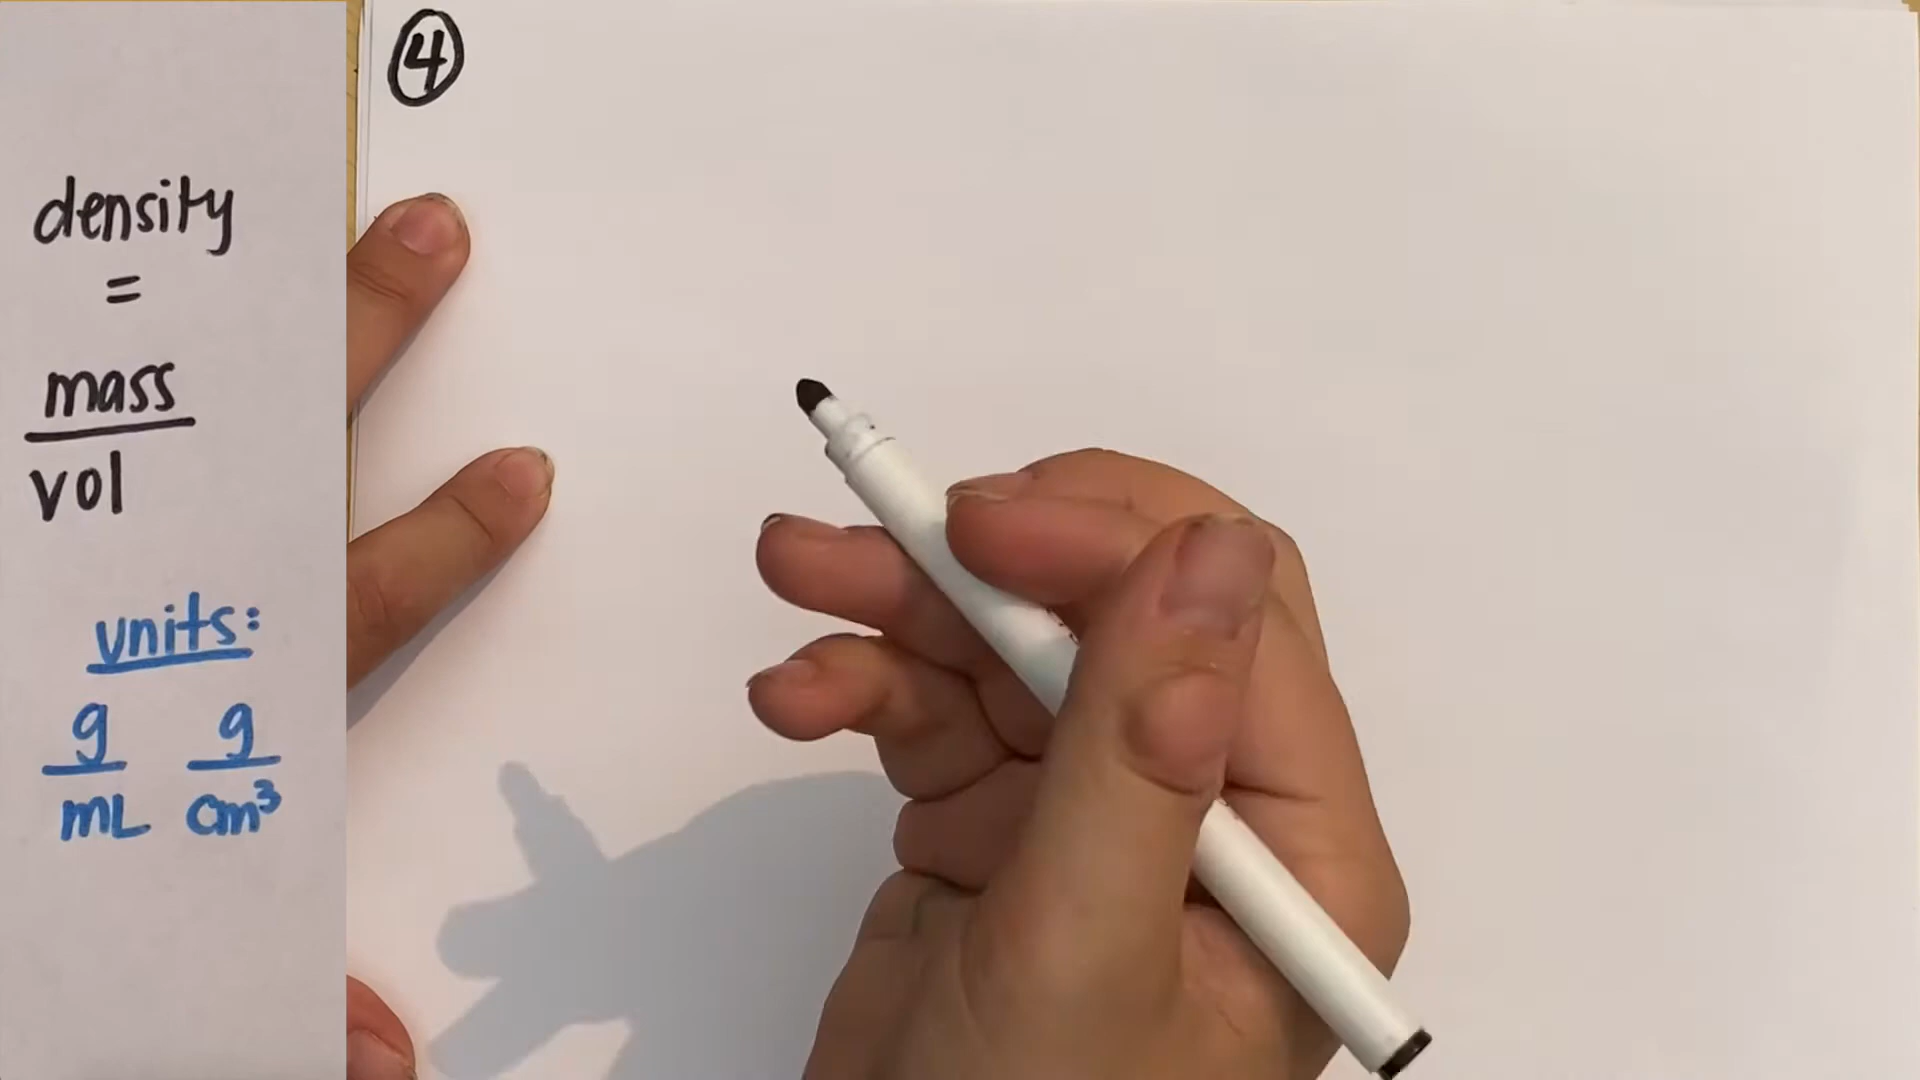 ④
density
=
mass
vol
units:
g g
mL cm³